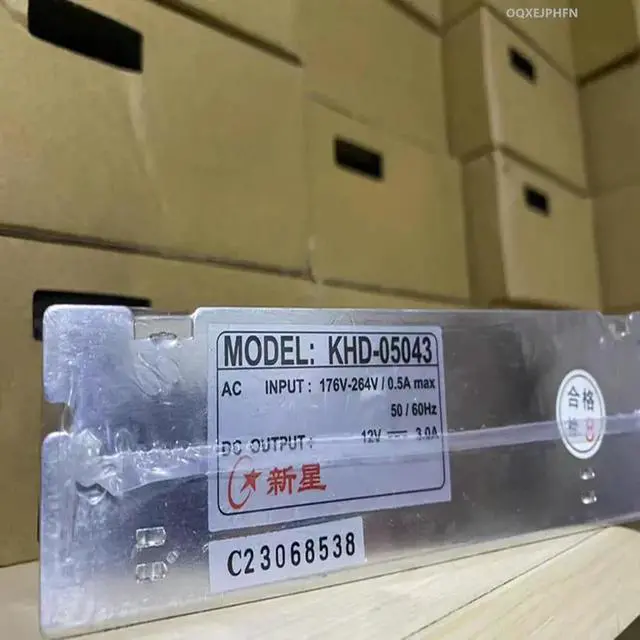 OQXEJPHFN
MODEL: KHD-05043
AC INPUT : 176V-264V / 0.5A max
50 / 60Hz
DC OUTPUT : 12V ⎓ 3.0A
新星
C23068538
合格